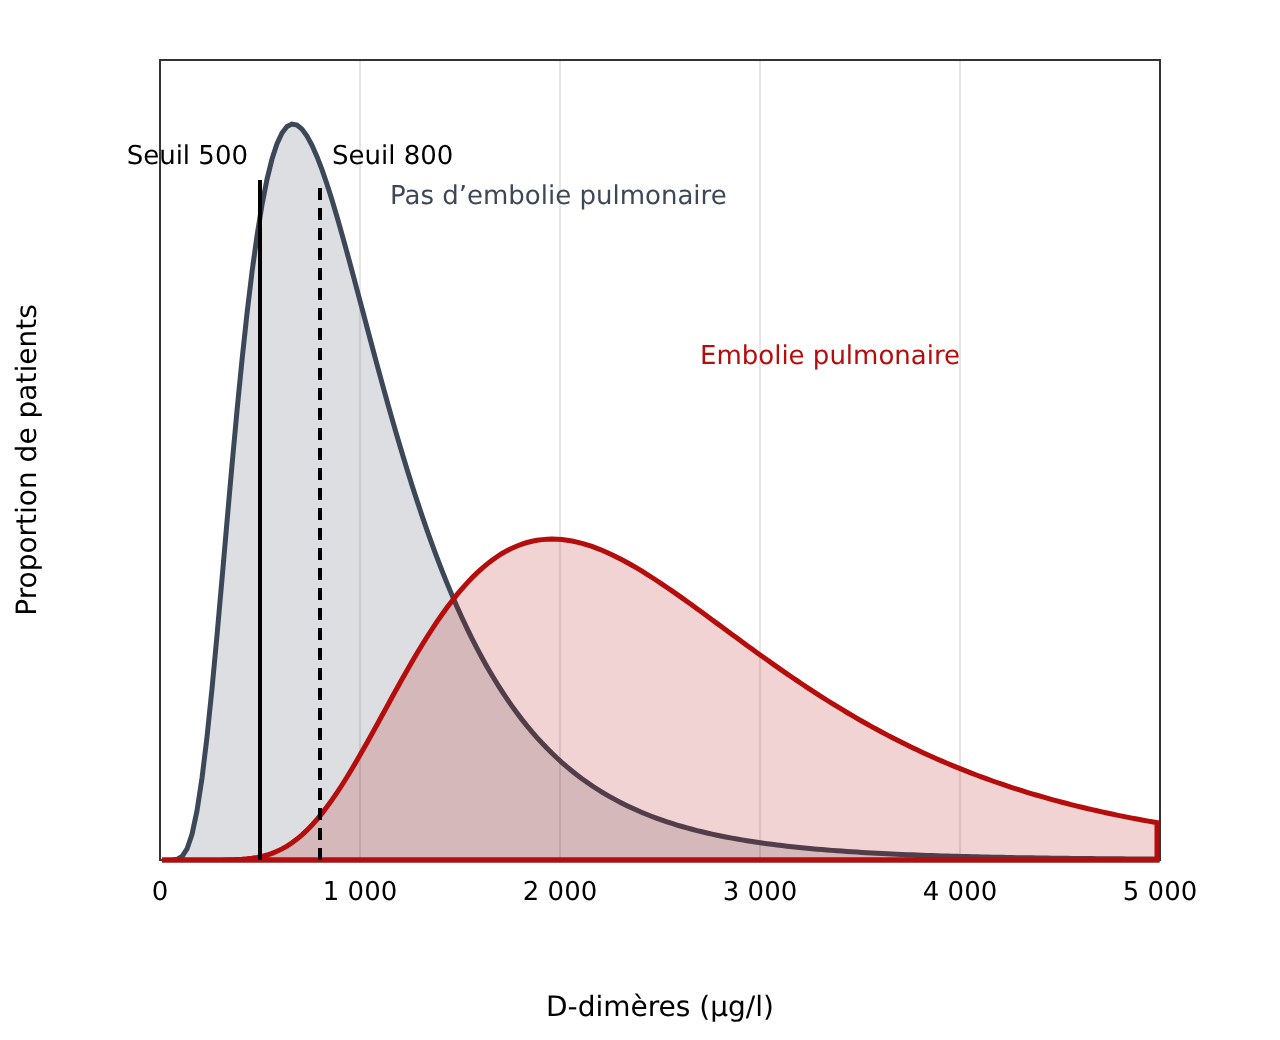 Seuil 500
Seuil 800
Pas d’embolie pulmonaire
Embolie pulmonaire
Proportion de patients
0
1 000
2 000
3 000
4 000
5 000
D-dimères (µg/l)